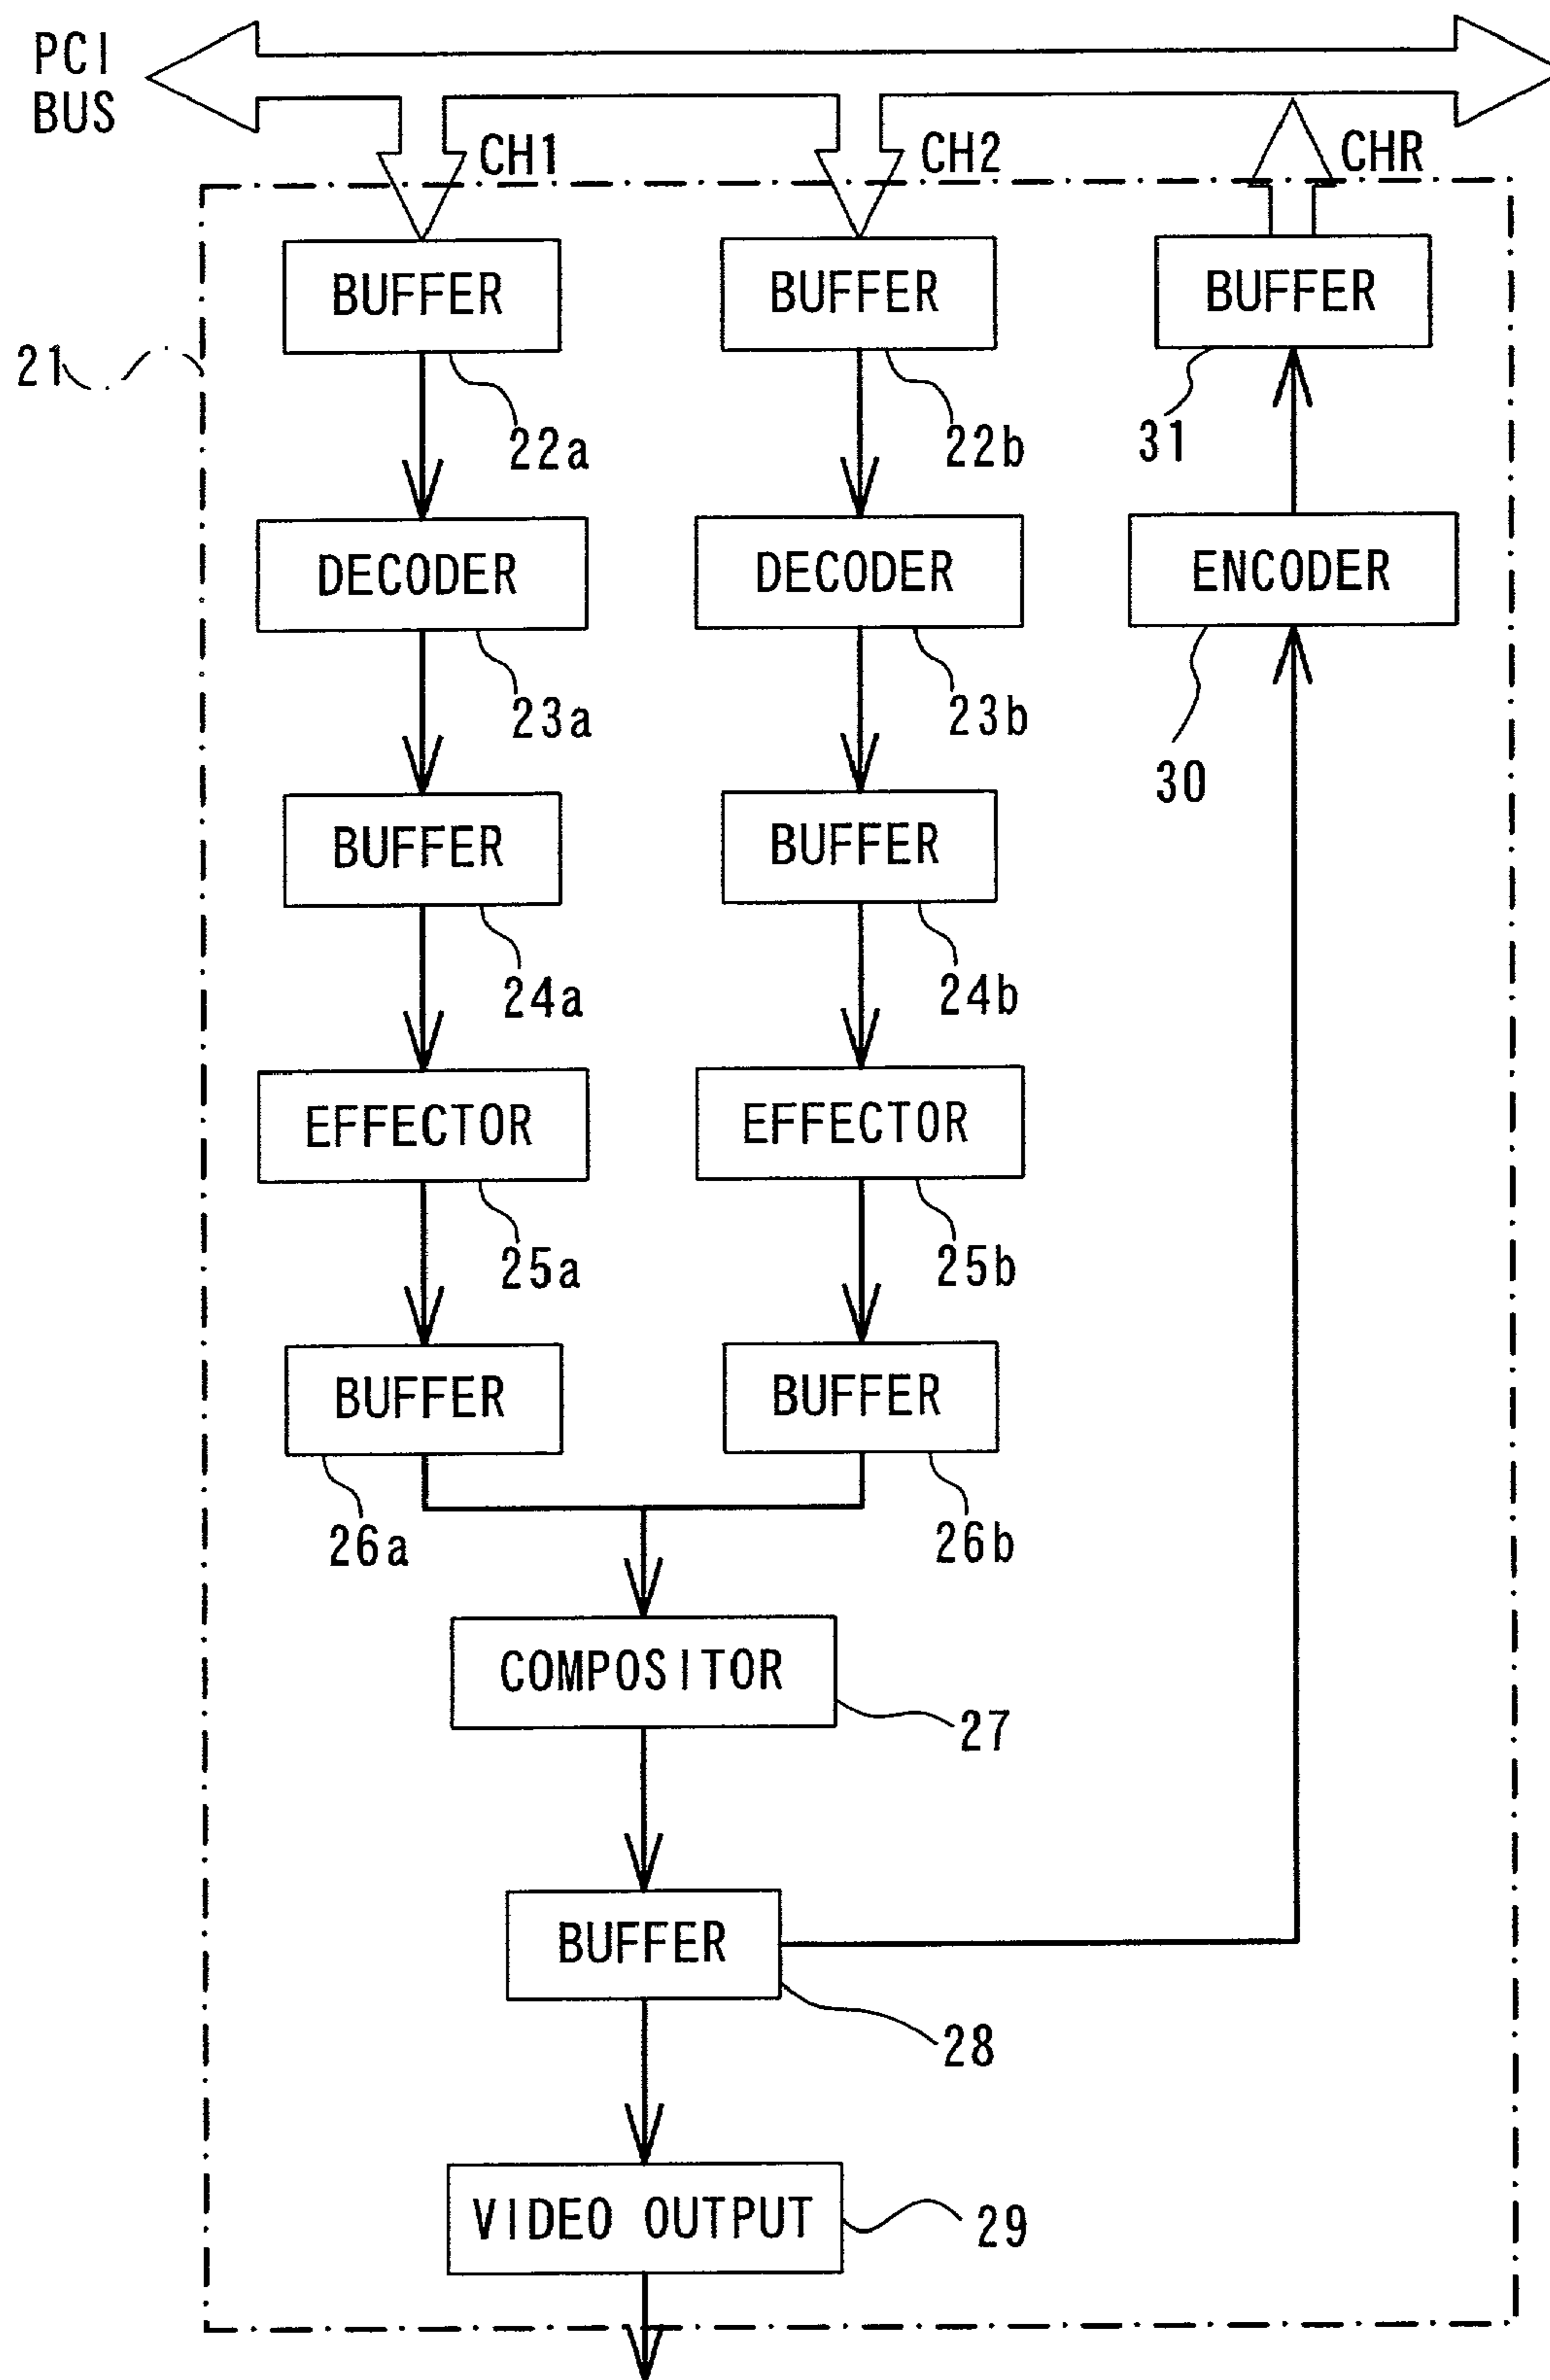 PCI
BUS
CH1
CH2
CHR
BUFFER
BUFFER
BUFFER
21
22a
22b
31
DECODER
DECODER
ENCODER
23a
23b
30
BUFFER
BUFFER
24a
24b
EFFECTOR
EFFECTOR
25a
25b
BUFFER
BUFFER
26a
26b
COMPOSITOR
27
BUFFER
28
VIDEO OUTPUT
29